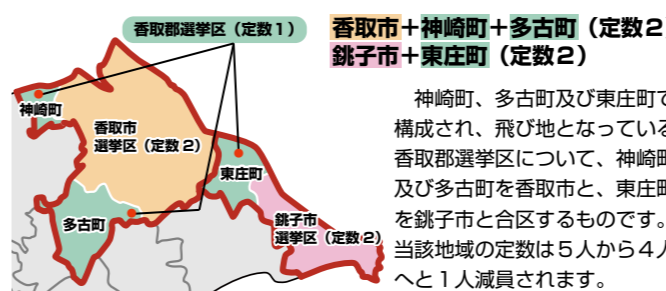 香取郡選挙区（定数１）
神崎町
香取市
選挙区（定数２）
東庄町
多古町
銚子市
選挙区（定数２）
香取市＋神崎町＋多古町（定数２
銚子市＋東庄町（定数２）
神崎町、多古町及び東庄町で
構成され、飛び地となっている
香取郡選挙区について、神崎町
及び多古町を香取市と、東庄町
を銚子市と合区するものです。
当該地域の定数は５人から４人
へと１人減員されます。